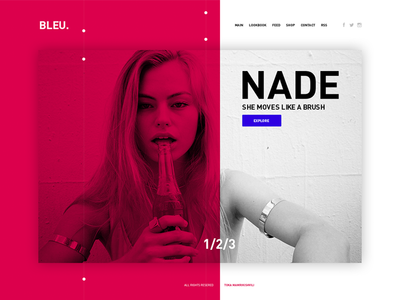 BLEU.
MAIN LOOKBOOK FEED SHOP CONTACT RSS
NADE
SHE MOVES LIKE A BRUSH
EXPLORE
1/2/3
ALL RIGHTS RESERVED